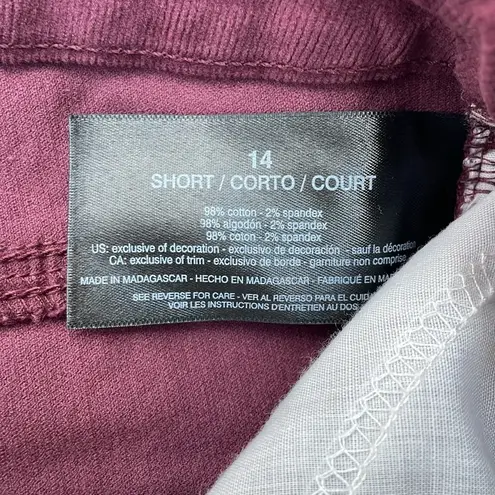 14
SHORT / CORTO / COURT
98% cotton - 2% spandex
98% algodón - 2% spandex
98% coton - 2% spandex
US: exclusive of decoration - exclusivo de decoración - sauf la décoration
CA: exclusive of trim - exclusivo de borde - garniture non comprise
MADE IN MADAGASCAR - HECHO EN MADAGASCAR - FABRIQUÉ EN
SEE REVERSE FOR CARE - VER AL REVERSO PARA EL
VOIR LES INSTRUCTIONS D'ENTRETIEN AU DOS